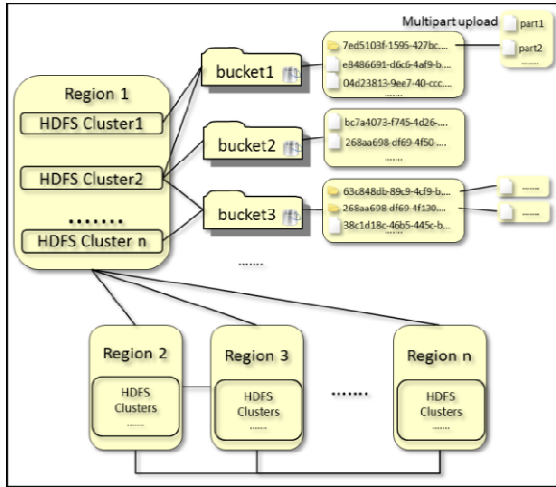 Multipart upload
part1
part2
.......
7ed5103f-1595-427bc....
e8486691-d6c6-4af9-b....
04d23813-9ee7-40-ccc....
.......
bucket1
Region 1
HDFS Cluster1
HDFS Cluster2
.......
HDFS Cluster n
bucket2
bc7a4073-f745-4d26-....
268aa698-df69-4f50-....
.......
bucket3
63c848db-89c9-4cf9-b....
268aa698-df69-4f130....
38c1d18c-46b5-445c-b....
.......
.......
.......
.......
Region 2
HDFS
Clusters
.......
Region 3
HDFS
Clusters
.......
.......
Region n
HDFS
Clusters
.......